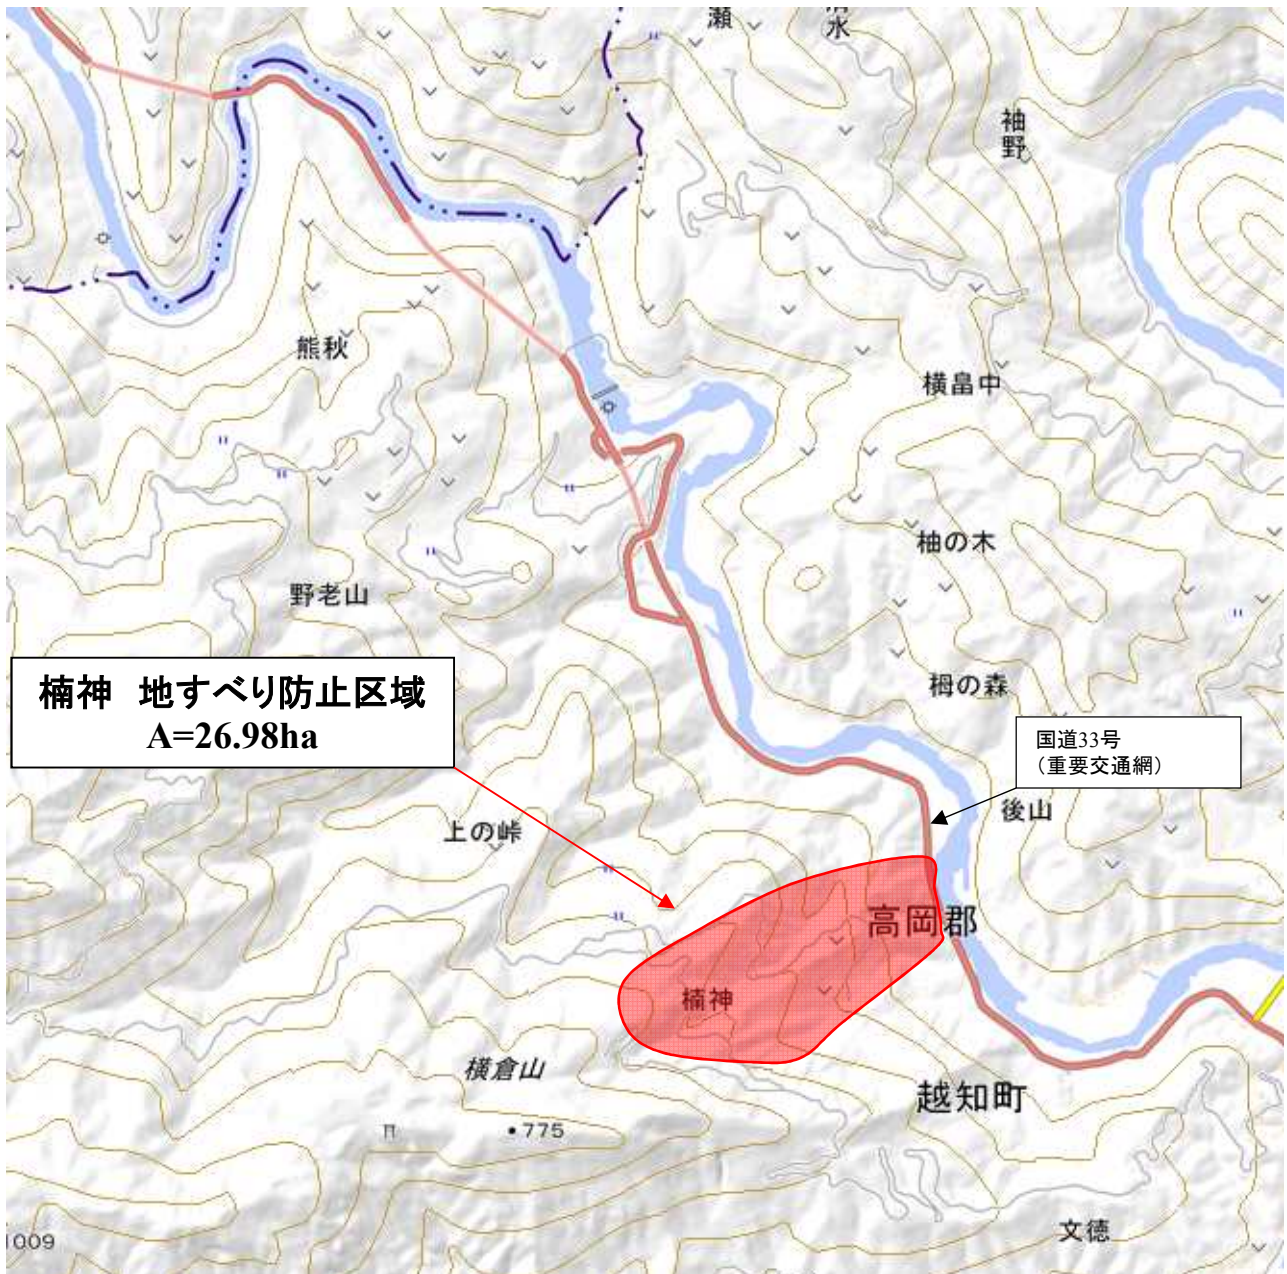 瀬
清水
袖野
熊秋
横畠中
柚の木
野老山
栂の森
楠神 地すべり防止区域
A=26.98ha
国道33号
（重要交通網）
後山
上の峠
高岡郡
楠神
横倉山
越知町
775
文徳
1009